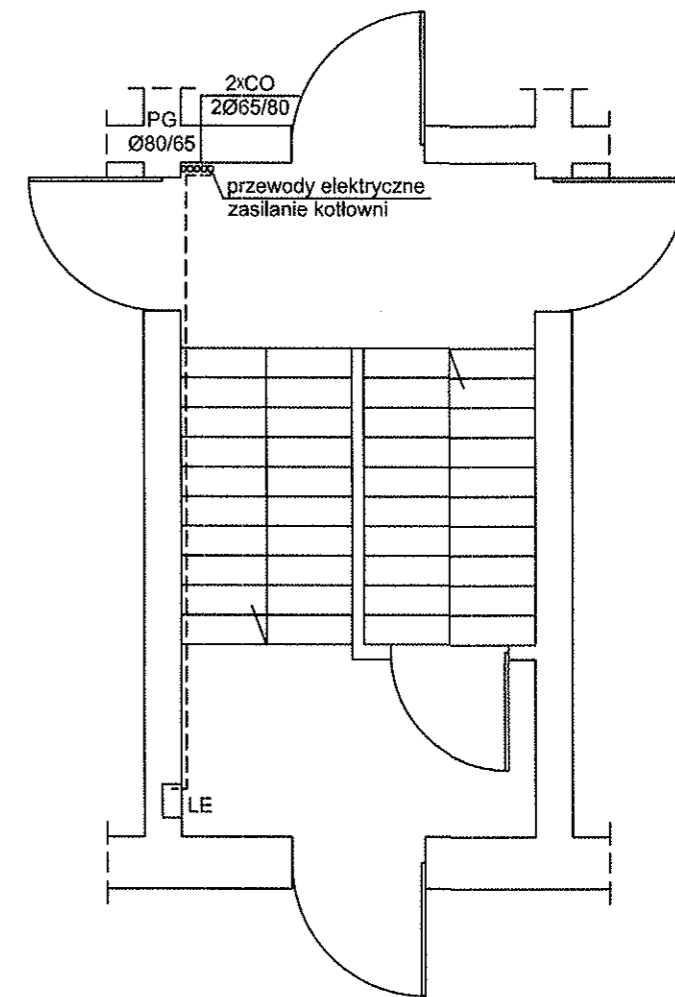 2xCO
2Ø65/80
PG
Ø80/65
przewody elektryczne
zasilanie kotłowni
LE